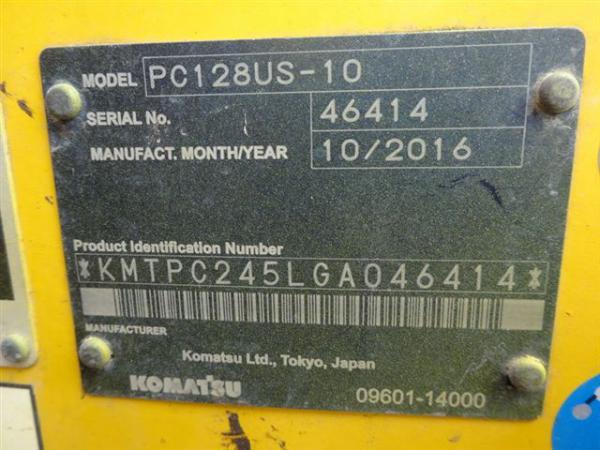 MODEL PC128US-10
SERIAL No. 46414
MANUFACT. MONTH/YEAR 10/2016
Product Identification Number
*KMTPC245LGA046414*
MANUFACTURER
Komatsu Ltd., Tokyo, Japan
KOMATSU 09601-14000